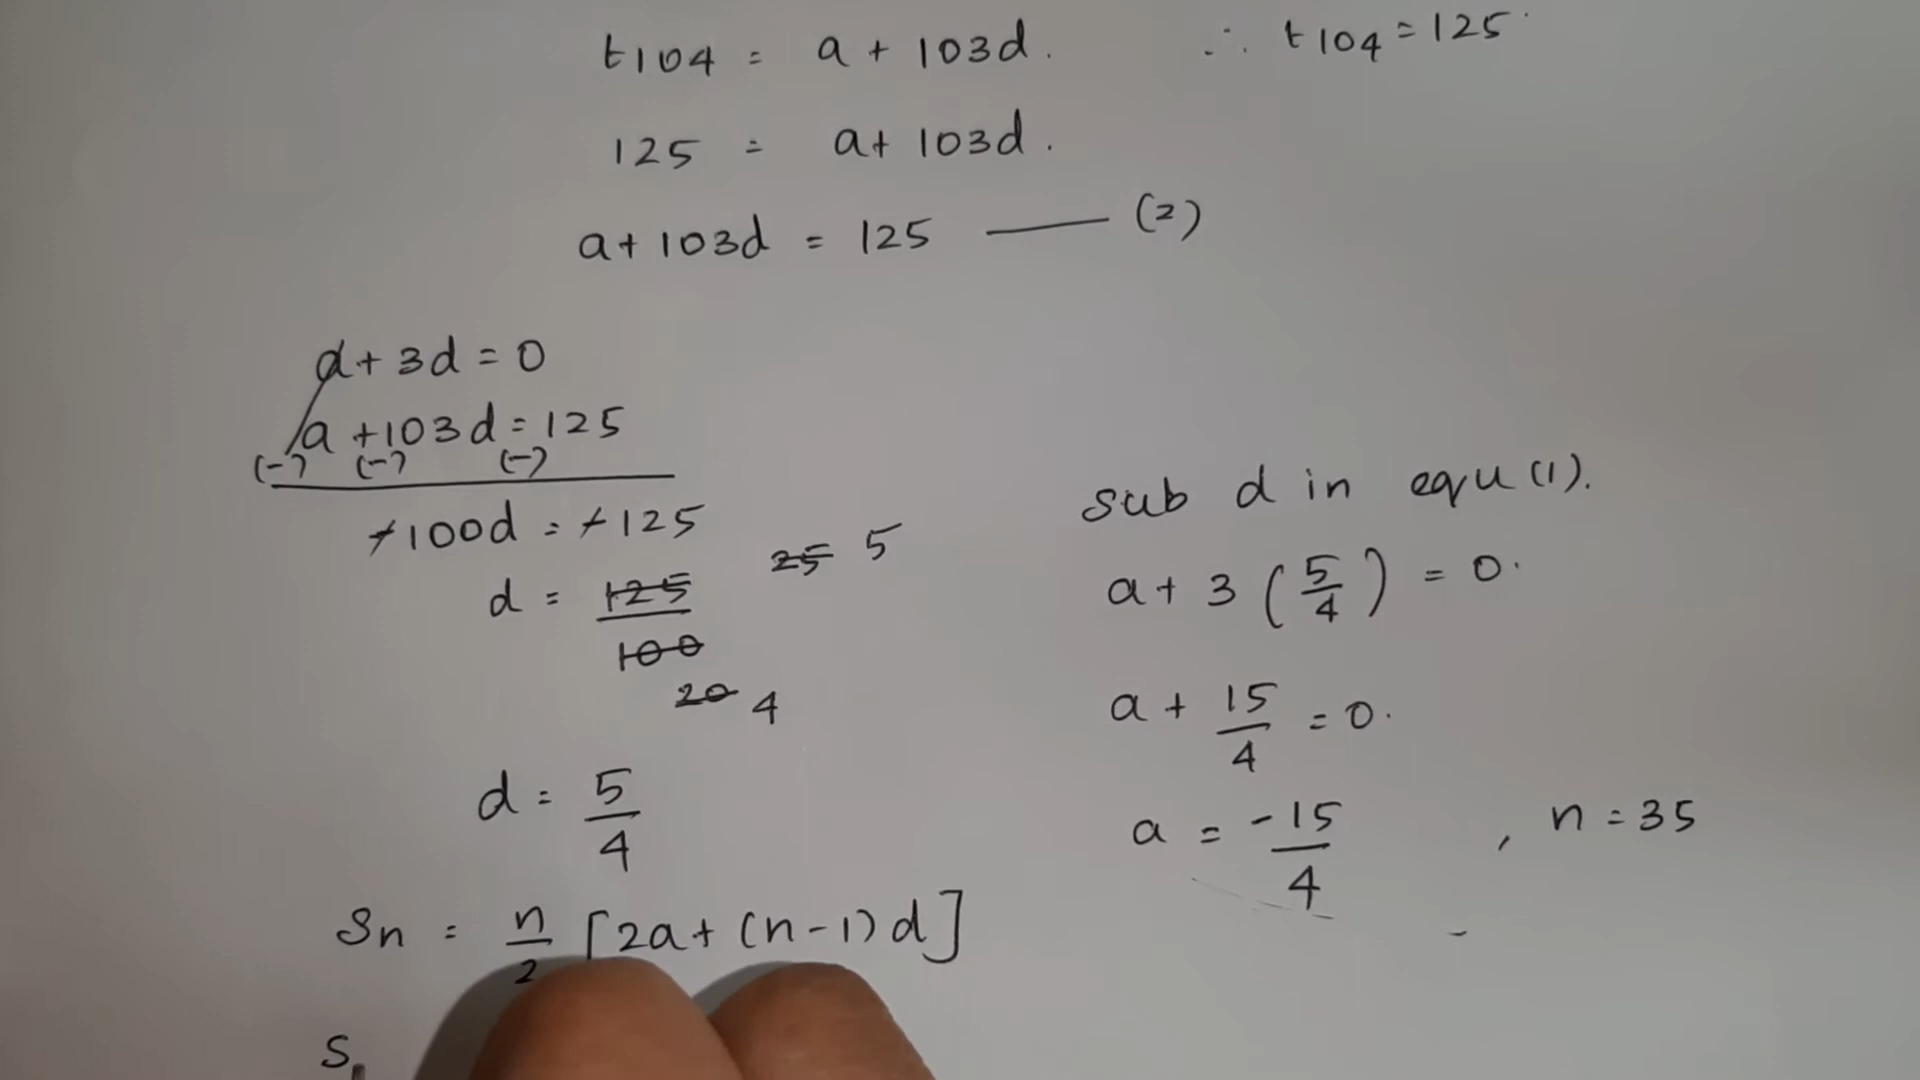 t104 = a + 103d. ∴ t104 = 125.
125 = a + 103d.
a + 103d = 125 —— (2)
a + 3d = 0
a + 103d = 125
(-) (-) (-)
+100d = +125
25 5
d = 125/100
20 4
d = 5/4
sub d in equ (1).
a + 3 (5/4) = 0.
a + 15/4 = 0.
a = -15/4 , n = 35
Sn = n/2 [2a + (n-1) d]
S